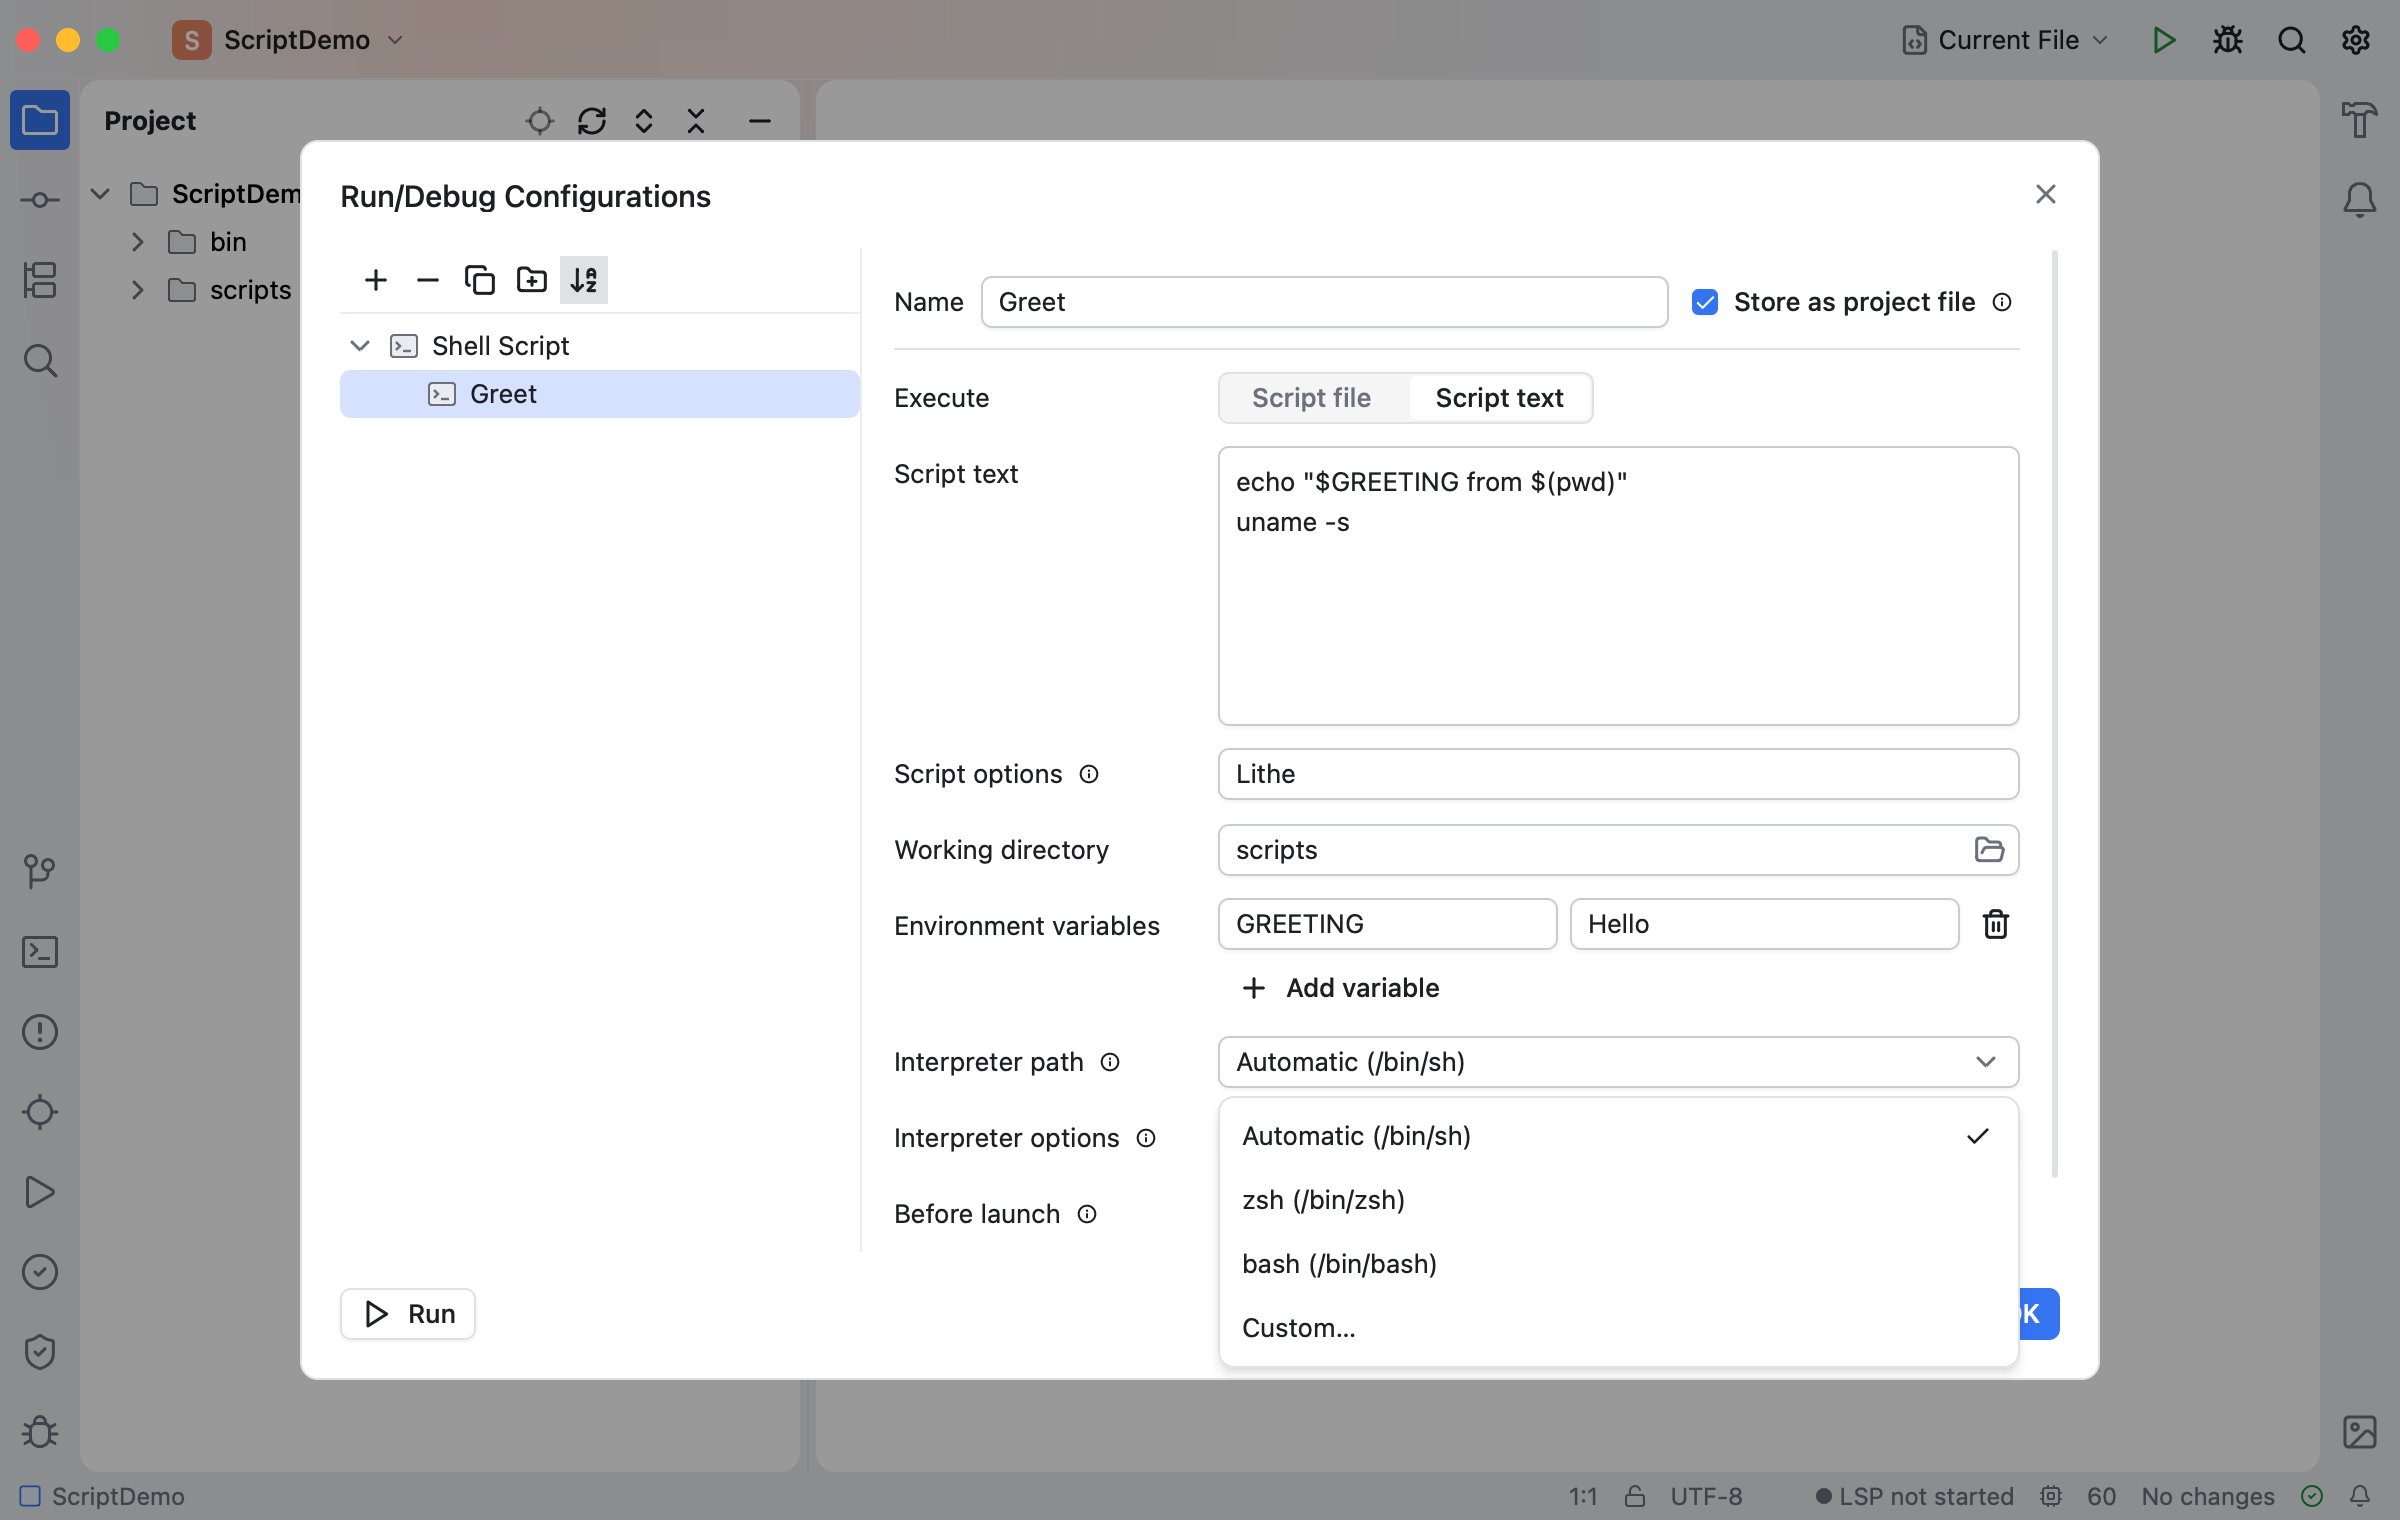 S ScriptDemo
Current File
Project
ScriptDem
bin
scripts
Run/Debug Configurations
Shell Script
Greet
Name Greet Store as project file
Execute Script file Script text
Script text
echo "$GREETING from $(pwd)"
uname -s
Script options Lithe
Working directory scripts
Environment variables GREETING Hello
Add variable
Interpreter path Automatic (/bin/sh)
Interpreter options
Automatic (/bin/sh)
zsh (/bin/zsh)
bash (/bin/bash)
Custom...
Before launch
Run
K
ScriptDemo
1:1 UTF-8 LSP not started 60 No changes